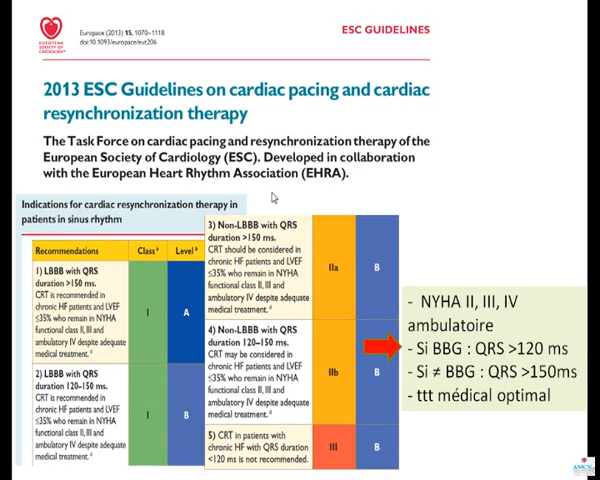 EUROPEAN
SOCIETY OF
CARDIOLOGY®
Europace (2013) 15, 1070–1118
doi:10.1093/europace/eut206
ESC GUIDELINES
2013 ESC Guidelines on cardiac pacing and cardiac
resynchronization therapy
The Task Force on cardiac pacing and resynchronization therapy of the
European Society of Cardiology (ESC). Developed in collaboration
with the European Heart Rhythm Association (EHRA).
Indications for cardiac resynchronization therapy in
patients in sinus rhythm
Recommendations Class a Level b
1) LBBB with QRS
duration >150 ms.
CRT is recommended in
chronic HF patients and LVEF
≤35% who remain in NYHA
functional class II, III and
ambulatory IV despite adequate
medical treatment. d
I
A
2) LBBB with QRS
duration 120–150 ms.
CRT is recommended in
chronic HF patients and LVEF
≤35% who remain in NYHA
functional class II, III and
ambulatory IV despite adequate
medical treatment. d
I
B
3) Non-LBBB with QRS
duration >150 ms.
CRT should be considered in
chronic HF patients and LVEF
≤35% who remain in NYHA
functional class II, III and
ambulatory IV despite adequate
medical treatment. d
IIa
B
4) Non-LBBB with QRS
duration 120–150 ms.
CRT may be considered in
chronic HF patients and LVEF
≤35% who remain in NYHA
functional class II, III and
ambulatory IV despite adequate
medical treatment. d
IIb
B
5) CRT in patients with
chronic HF with QRS duration
<120 ms is not recommended.
III
B
- NYHA II, III, IV
ambulatoire
- Si BBG : QRS >120 ms
- Si ≠ BBG : QRS >150ms
- ttt médical optimal
AMCV